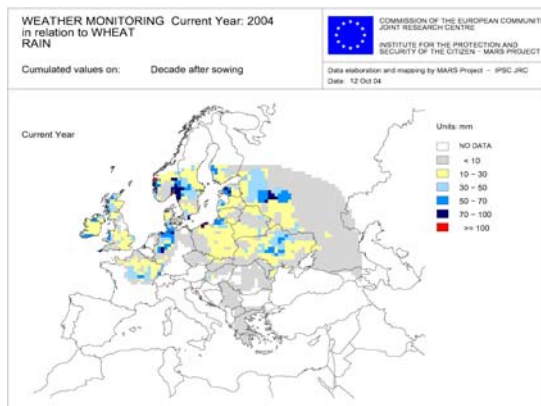 WEATHER MONITORING Current Year: 2004
in relation to WHEAT
RAIN
Cumulated values on: Decade after sowing
COMMISSION OF THE EUROPEAN COMMUNIT
JOINT RESEARCH CENTRE
INSTITUTE FOR THE PROTECTION AND
SECURITY OF THE CITIZEN - MARS PROJECT
Data elaboration and mapping by MARS Project - IPSC JRC
Date: 12 Oct 04
Current Year
Units: mm
NO DATA
< 10
10 - 30
30 - 50
50 - 70
70 - 100
>= 100